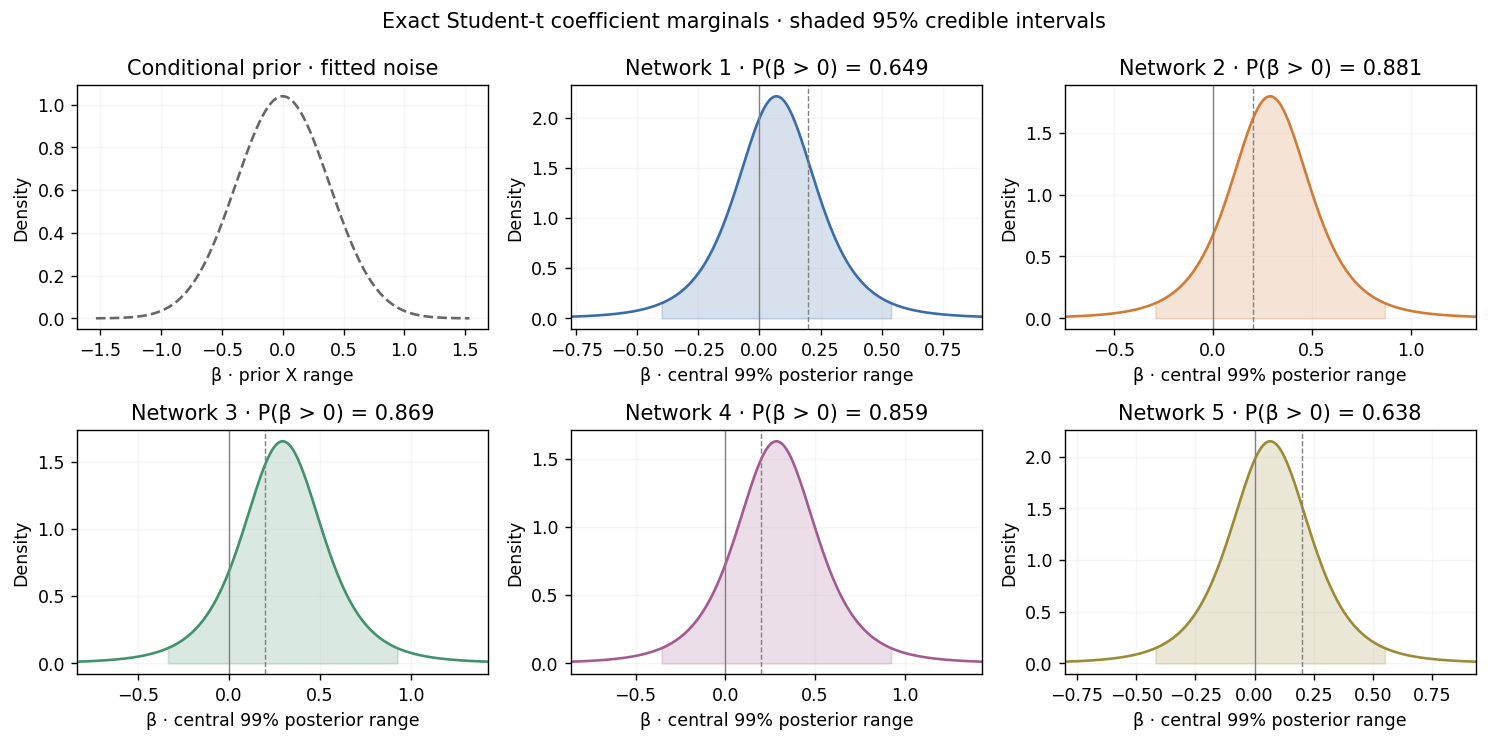 Exact Student-t coefficient marginals · shaded 95% credible intervals
Conditional prior · fitted noise
Density
1.0
0.8
0.6
0.4
0.2
0.0
−1.5 −1.0 −0.5 0.0 0.5 1.0 1.5
β · prior X range
Network 1 · P(β > 0) = 0.649
Density
2.0
1.5
1.0
0.5
0.0
−0.75 −0.50 −0.25 0.00 0.25 0.50 0.75
β · central 99% posterior range
Network 2 · P(β > 0) = 0.881
Density
1.5
1.0
0.5
0.0
−0.5 0.0 0.5 1.0
β · central 99% posterior range
Network 3 · P(β > 0) = 0.869
Density
1.5
1.0
0.5
0.0
−0.5 0.0 0.5 1.0
β · central 99% posterior range
Network 4 · P(β > 0) = 0.859
Density
1.5
1.0
0.5
0.0
−0.5 0.0 0.5 1.0
β · central 99% posterior range
Network 5 · P(β > 0) = 0.638
Density
2.0
1.5
1.0
0.5
0.0
−0.75 −0.50 −0.25 0.00 0.25 0.50 0.75
β · central 99% posterior range